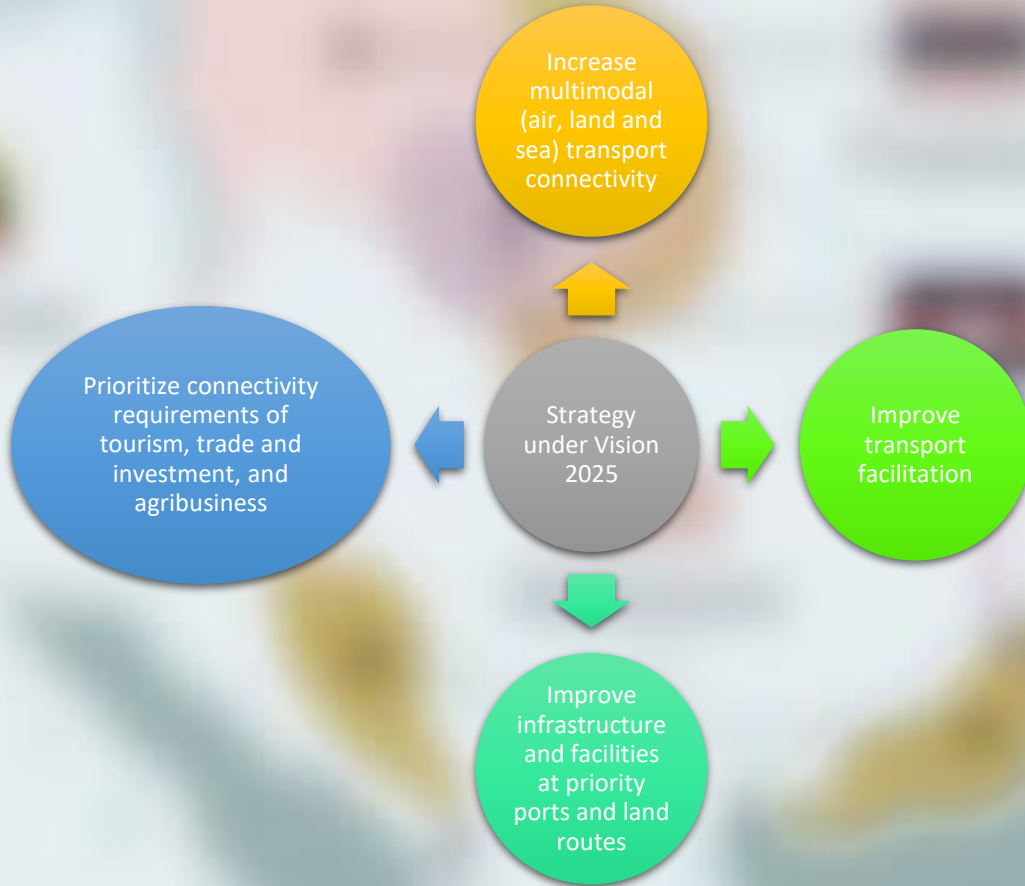 Increase
multimodal
(air, land and
sea) transport
connectivity
Prioritize connectivity
requirements of
tourism, trade and
investment, and
agribusiness
Strategy
under Vision
2025
Improve
transport
facilitation
Improve
infrastructure
and facilities
at priority
ports and land
routes